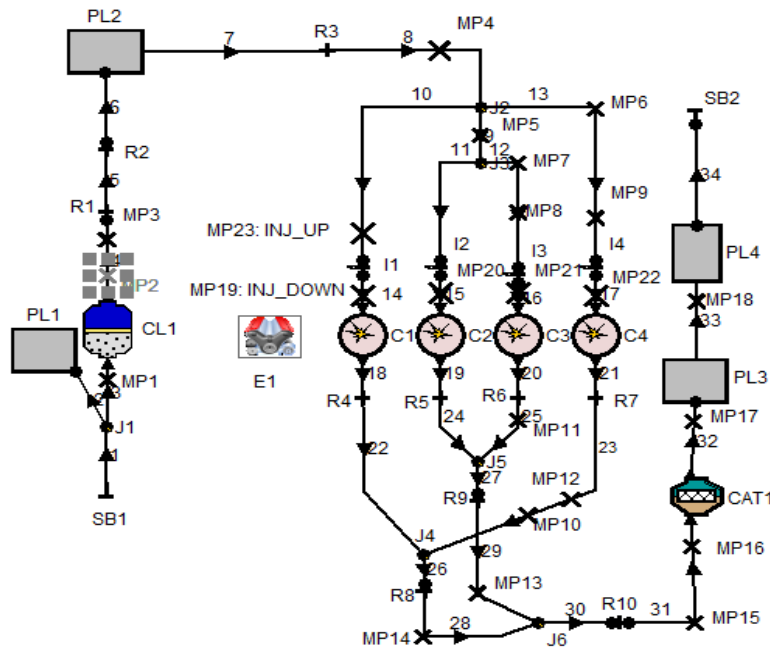 PL2
7
R3
8
MP4
10
J2
13
MP6
SB2
6
9
MP5
R2
11
12
J3
MP7
5
34
R1
MP3
MP8
MP9
MP23: INJ_UP
PL4
4
MP2
I1
I2
I3
I4
MP20
MP21
MP22
MP19: INJ_DOWN
14
15
16
17
MP18
PL1
CL1
33
C1
C2
C3
C4
E1
PL3
MP1
18
19
20
21
2
3
R4
R5
R6
R7
24
25
MP11
MP17
J1
22
23
32
1
J5
27
MP12
SB1
R9
CAT1
MP10
J4
29
MP16
26
R8
MP13
30
R10
31
MP15
MP14
28
J6